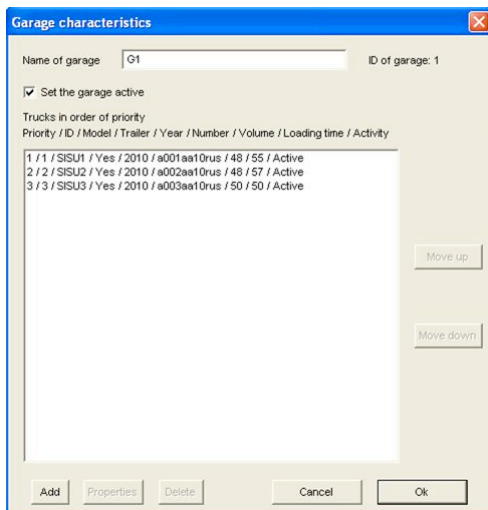 Garage characteristics
Name of garage G1 ID of garage: 1
Set the garage active
Trucks in order of priority
Priority / ID / Model / Trailer / Year / Number / Volume / Loading time / Activity
1 / 1 / SISU1 / Yes / 2010 / a001aa10rus / 48 / 55 / Active
2 / 2 / SISU2 / Yes / 2010 / a002aa10rus / 48 / 57 / Active
3 / 3 / SISU3 / Yes / 2010 / a003aa10rus / 50 / 50 / Active
Move up
Move down
Add Properties Delete Cancel Ok